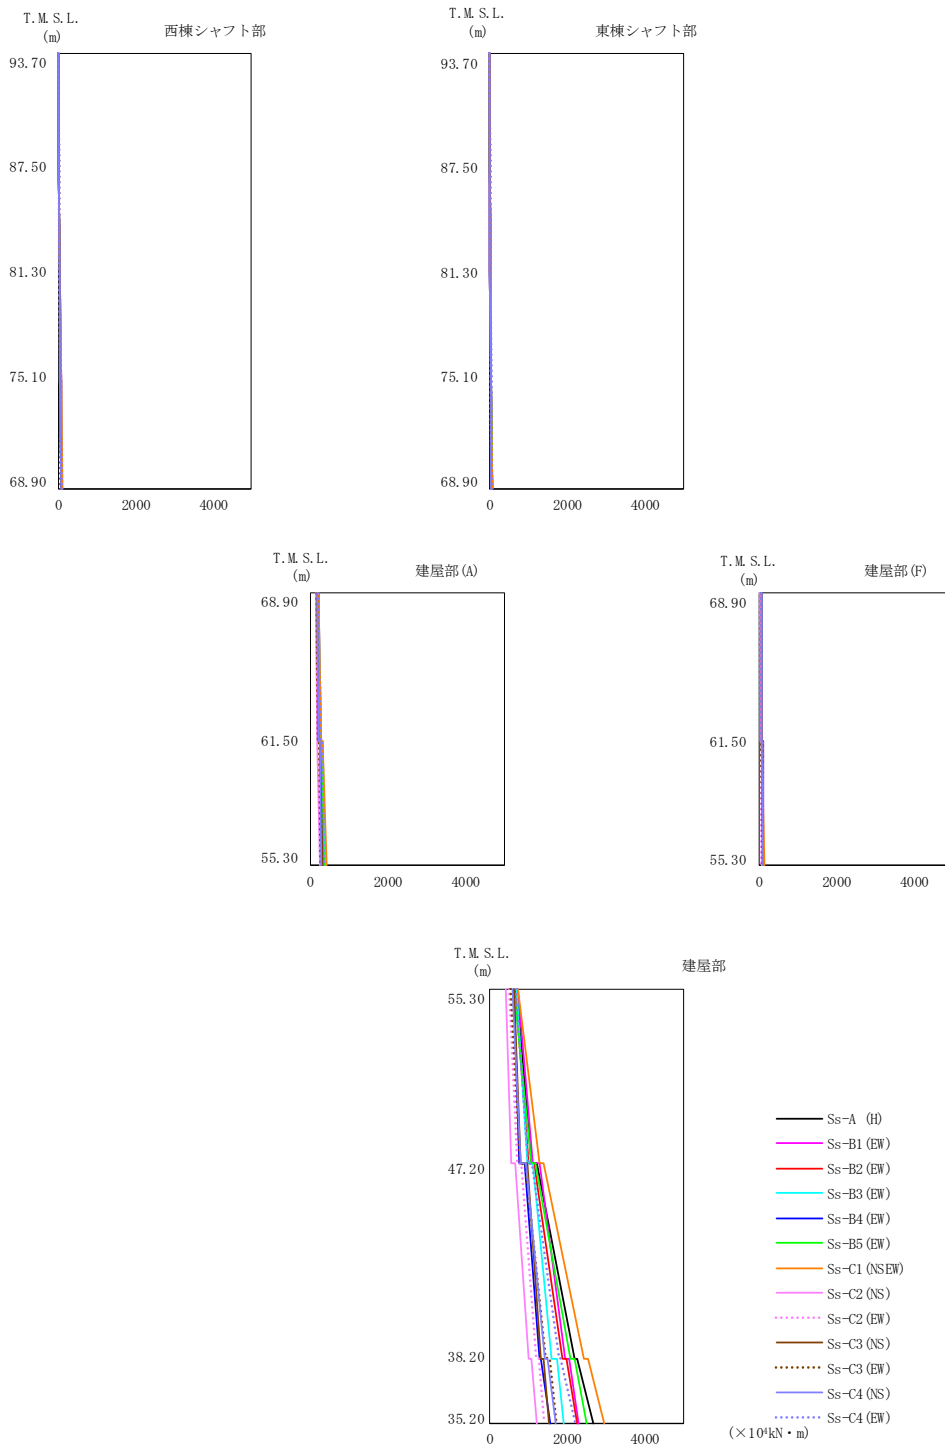 T.M.S.L.
(m)
西棟シャフト部
93.70
87.50
81.30
75.10
68.90
0 2000 4000
T.M.S.L.
(m)
東棟シャフト部
93.70
87.50
81.30
75.10
68.90
0 2000 4000
T.M.S.L.
(m)
建屋部(A)
68.90
61.50
55.30
0 2000 4000
T.M.S.L.
(m)
建屋部(F)
68.90
61.50
55.30
0 2000 4000
T.M.S.L.
(m)
建屋部
55.30
47.20
38.20
35.20
0 2000 4000
(×10⁴kN・m)
Ss-A (H)
Ss-B1(EW)
Ss-B2(EW)
Ss-B3(EW)
Ss-B4(EW)
Ss-B5(EW)
Ss-C1(NSEW)
Ss-C2(NS)
Ss-C2(EW)
Ss-C3(NS)
Ss-C3(EW)
Ss-C4(NS)
Ss-C4(EW)